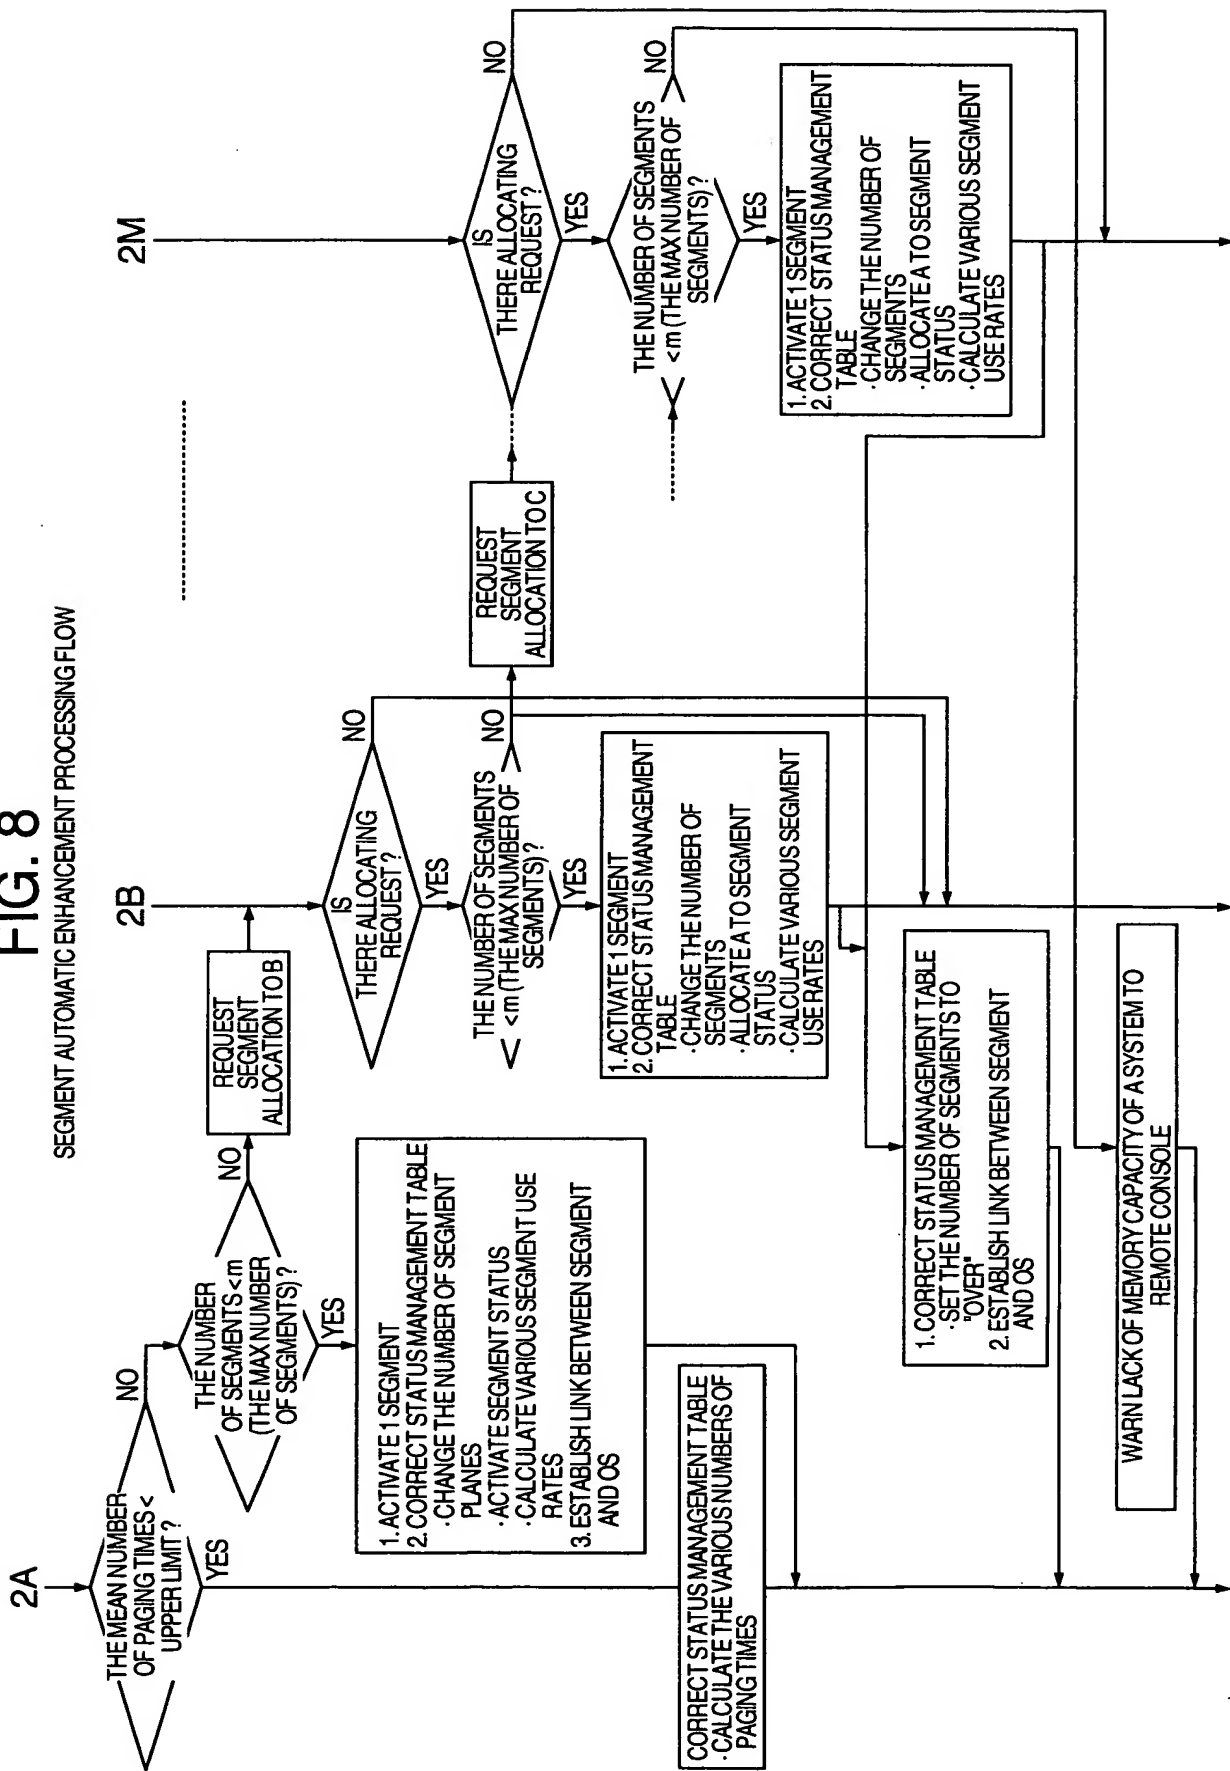 FIG. 8
SEGMENT AUTOMATIC ENHANCEMENT PROCESSING FLOW
2A
THE MEAN NUMBER
OF PAGING TIMES <
UPPER LIMIT ?
NO
YES
THE NUMBER
OF SEGMENTS < m
(THE MAX NUMBER
OF SEGMENTS) ?
NO
YES
REQUEST
SEGMENT
ALLOCATION TO B
1. ACTIVATE 1 SEGMENT
2. CORRECT STATUS MANAGEMENT TABLE
· CHANGE THE NUMBER OF SEGMENT
PLANES
· ACTIVATE SEGMENT STATUS
· CALCULATE VARIOUS SEGMENT USE
RATES
3. ESTABLISH LINK BETWEEN SEGMENT
AND OS
CORRECT STATUS MANAGEMENT TABLE
· CALCULATE THE VARIOUS NUMBERS OF
PAGING TIMES
2B
IS
THERE ALLOCATING
REQUEST ?
NO
YES
THE NUMBER OF SEGMENTS
< m (THE MAX NUMBER OF
SEGMENTS) ?
NO
YES
REQUEST
SEGMENT
ALLOCATION TO C
1. ACTIVATE 1 SEGMENT
2. CORRECT STATUS MANAGEMENT
TABLE
· CHANGE THE NUMBER OF
SEGMENTS
· ALLOCATE A TO SEGMENT
STATUS
· CALCULATE VARIOUS SEGMENT
USE RATES
1. CORRECT STATUS MANAGEMENT TABLE
· SET THE NUMBER OF SEGMENTS TO
"OVER"
2. ESTABLISH LINK BETWEEN SEGMENT
AND OS
WARN LACK OF MEMORY CAPACITY OF A SYSTEM TO
REMOTE CONSOLE
2M
IS
THERE ALLOCATING
REQUEST ?
NO
YES
THE NUMBER OF SEGMENTS
< m (THE MAX NUMBER OF
SEGMENTS) ?
NO
YES
1. ACTIVATE 1 SEGMENT
2. CORRECT STATUS MANAGEMENT
TABLE
· CHANGE THE NUMBER OF
SEGMENTS
· ALLOCATE A TO SEGMENT
STATUS
· CALCULATE VARIOUS SEGMENT
USE RATES